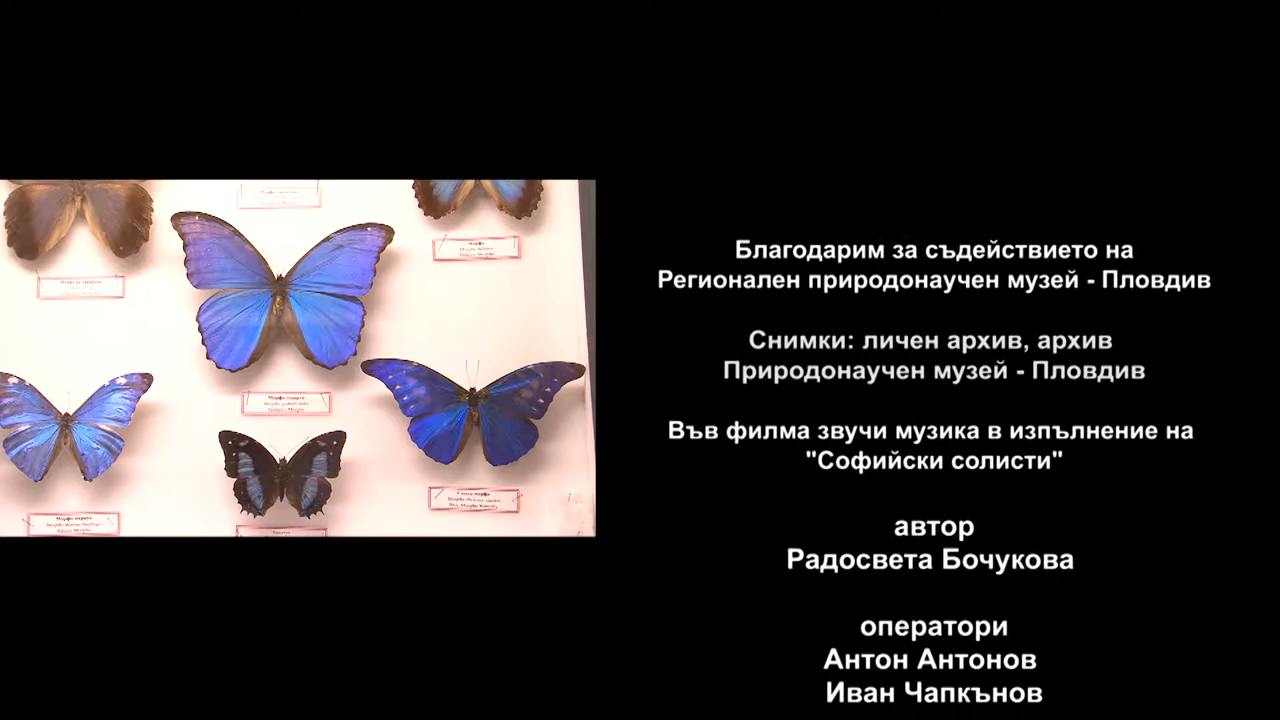 Благодарим за съдействието на
Регионален природонаучен музей - Пловдив
Снимки: личен архив, архив
Природонаучен музей - Пловдив
Във филма звучи музика в изпълнение на
"Софийски солисти"
автор
Радосвета Бочукова
оператори
Антон Антонов
Иван Чапкънов